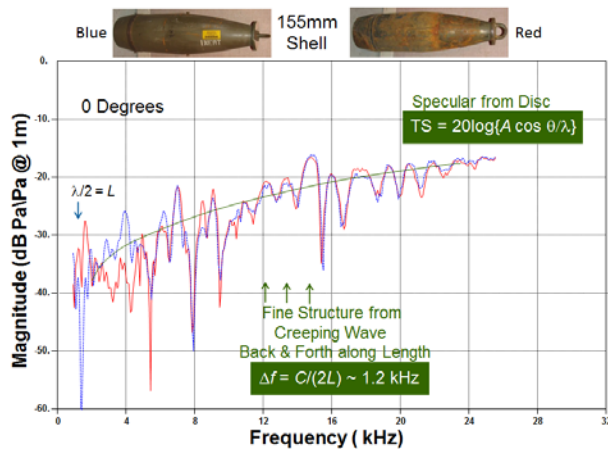 Blue
155mm
Shell
Red
0 Degrees
Specular from Disc
TS = 20log{A cos θ/λ}
λ/2 = L
Fine Structure from
Creeping Wave
Back & Forth along Length
Δf = C/(2L) ~ 1.2 kHz
Magnitude (dB Pa\Pa @ 1m)
0.
-10.
-20.
-30.
-40.
-50.
-60.
0 4 8 12 16 20 24 28 32
Frequency ( kHz)